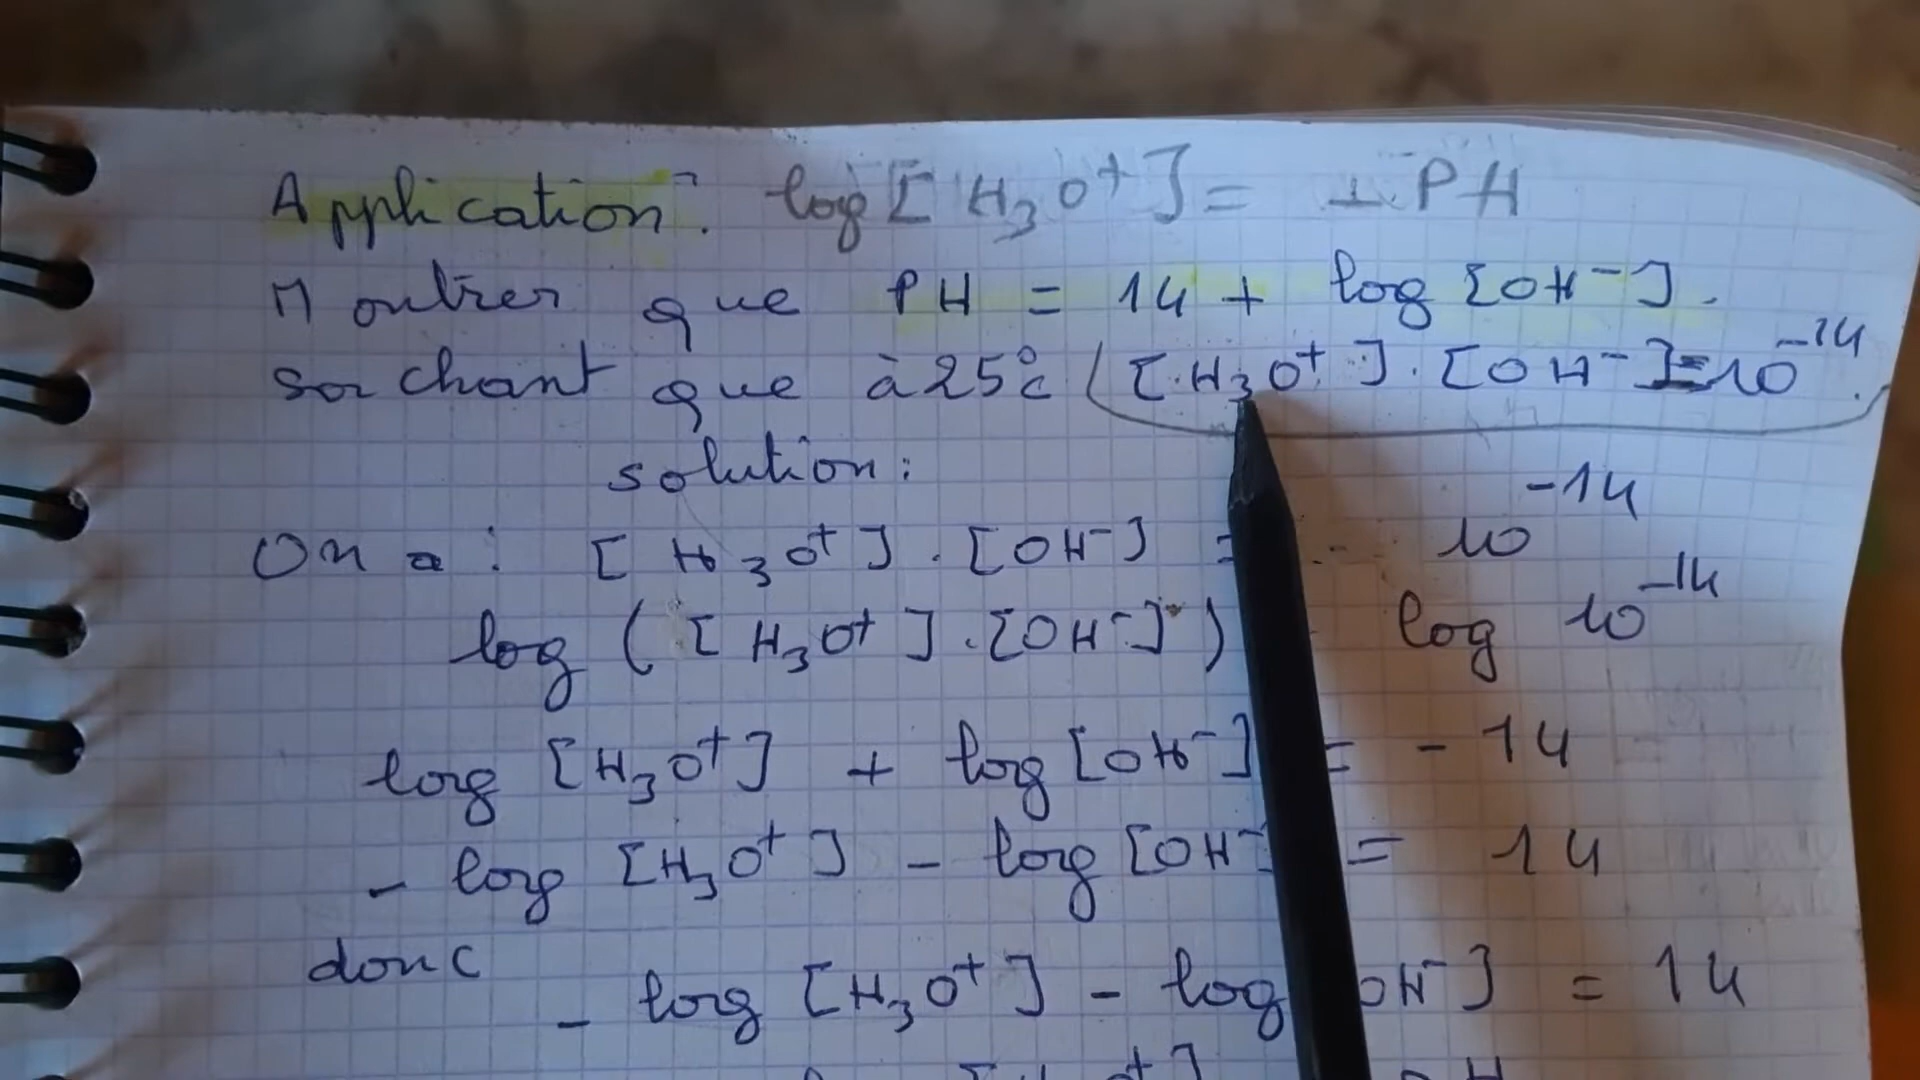 Application. log [H3O+] = - PH
Montrer que PH = 14 + log [OH-].
sachant que à 25°c ([H3O+].[OH-]=10^-14.
solution:
On a : [H3O+].[OH-] = 10^-14
log ([H3O+].[OH-]) log 10^-14
log [H3O+] + log [OH-] = - 14
- log [H3O+] - log [OH- = 14
donc - log [H3O+] - log OH-] = 14